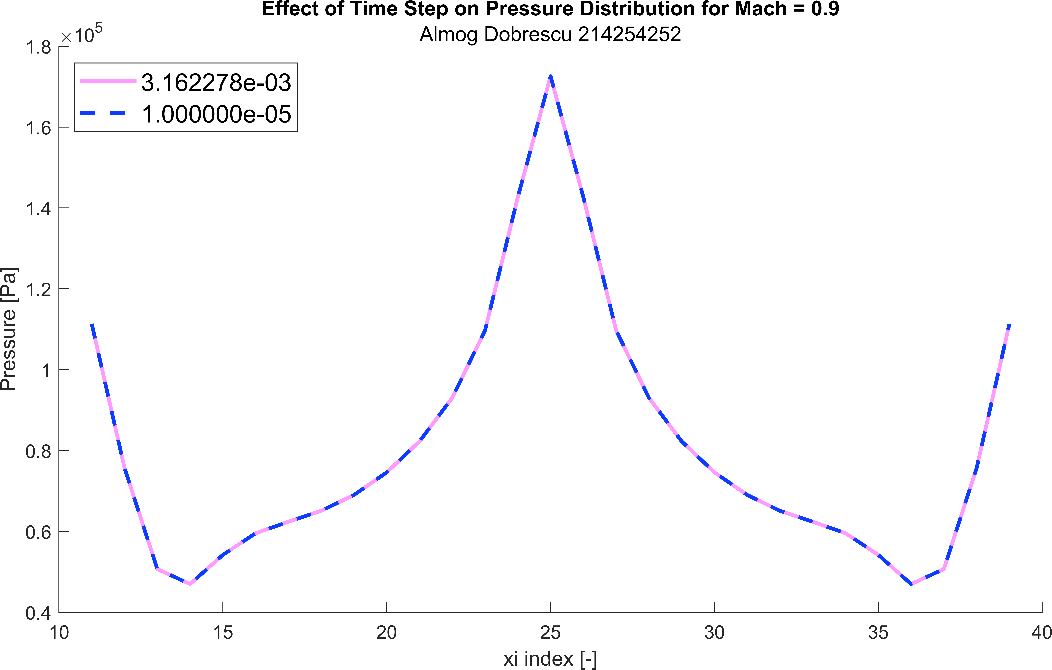 Effect of Time Step on Pressure Distribution for Mach = 0.9
Almog Dobrescu 214254252
×10⁵
1.8
1.6
1.4
1.2
1
0.8
0.6
0.4
3.162278e-03
1.000000e-05
Pressure [Pa]
10 15 20 25 30 35 40
xi index [-]